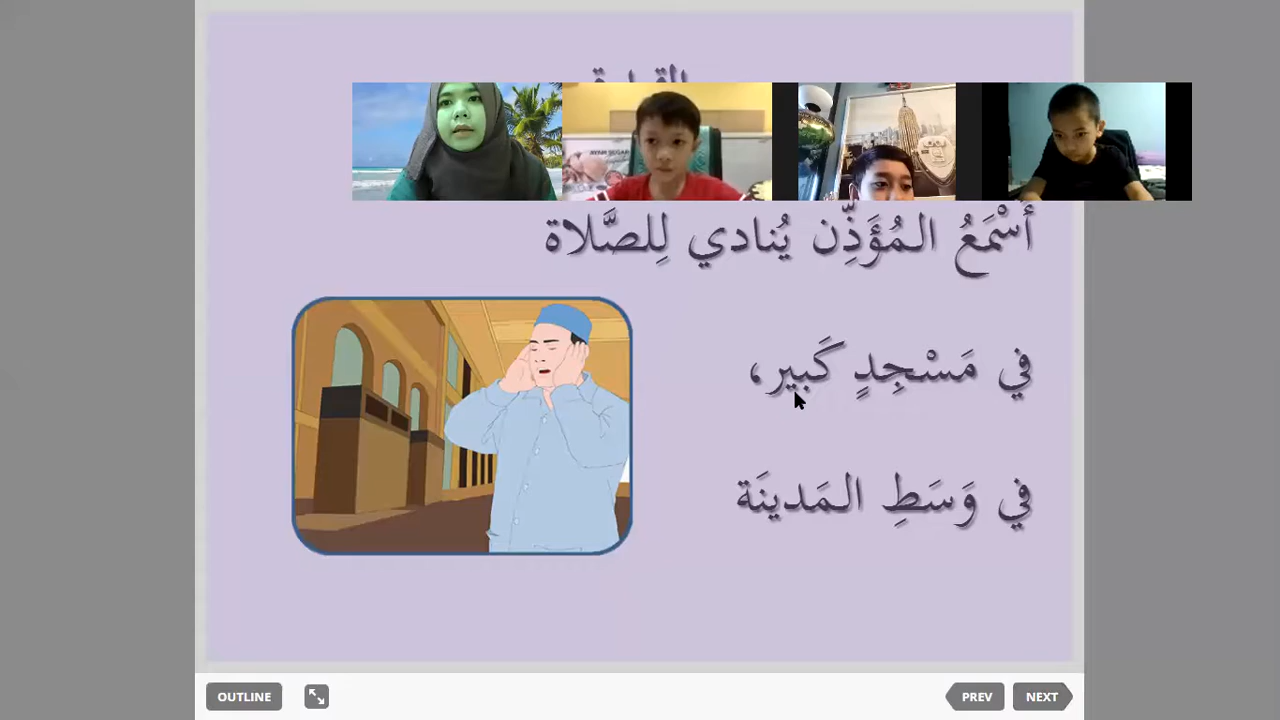 أَسْمَعُ المُؤَذِّن يُنادي لِلصَّلاة
في مَسْجِدٍ كَبير،
في وَسَطِ المَدينَة
OUTLINE
PREV
NEXT